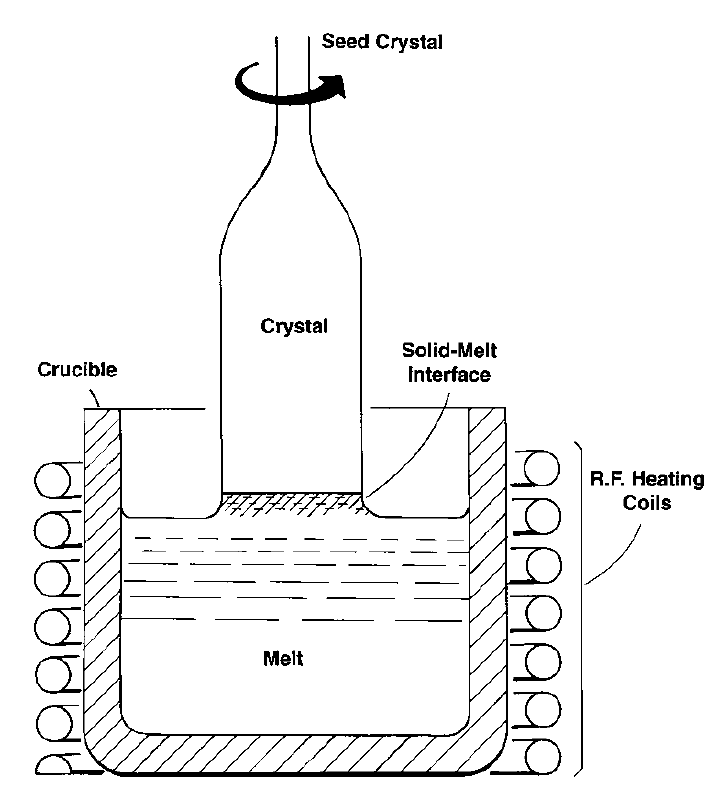 Seed Crystal
Crystal
Solid-Melt
Interface
Crucible
R.F. Heating
Coils
Melt